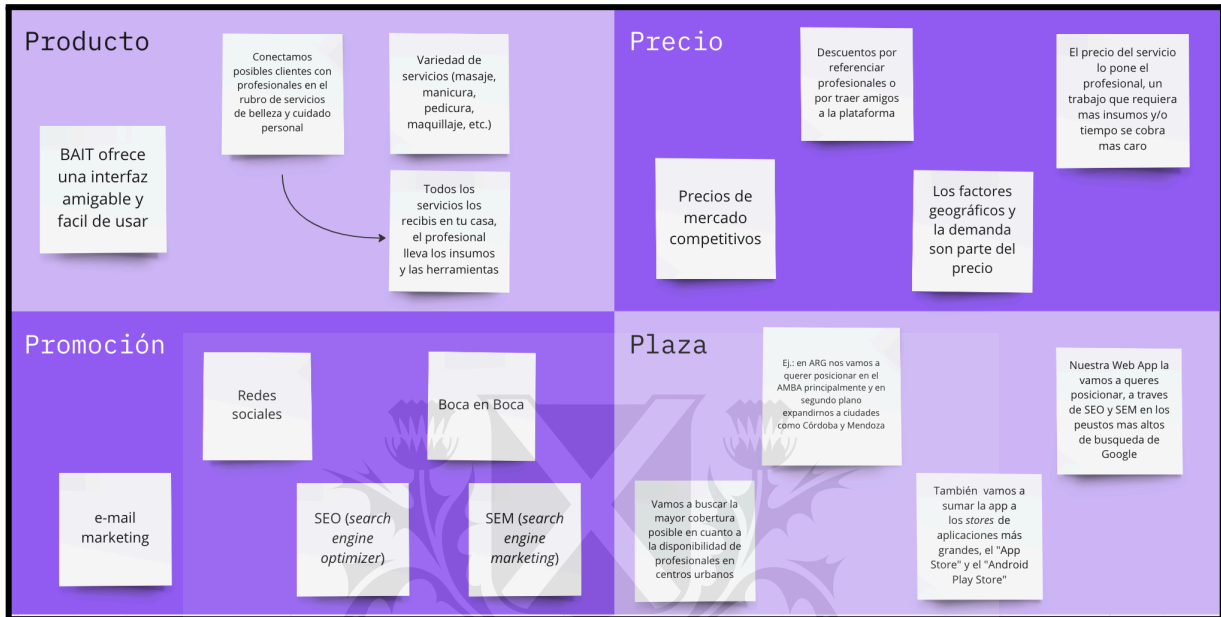 Producto
Conectamos
posibles clientes con
profesionales en el
rubro de servicios
de belleza y cuidado
personal
Variedad de
servicios (masaje,
manicura,
pedicura,
maquillaje, etc.)
BAIT ofrece
una interfaz
amigable y
facil de usar
Todos los
servicios los
recibis en tu casa,
el profesional
lleva los insumos
y las herramientas
Precio
Descuentos por
referenciar
profesionales o
por traer amigos
a la plataforma
El precio del servicio
lo pone el
profesional, un
trabajo que requiera
mas insumos y/o
tiempo se cobra
mas caro
Precios de
mercado
competitivos
Los factores
geográficos y
la demanda
son parte del
precio
Promoción
Redes
sociales
Boca en Boca
e-mail
marketing
SEO (search
engine
optimizer)
SEM (search
engine
marketing)
Plaza
Ej.: en ARG nos vamos a
querer posicionar en el
AMBA principalmente y en
segundo plano
expandirnos a ciudades
como Córdoba y Mendoza
Nuestra Web App la
vamos a queres
posicionar, a traves
de SEO y SEM en los
peustos mas altos
de busqueda de
Google
Vamos a buscar la
mayor cobertura
posible en cuanto a
la disponibilidad de
profesionales en
centros urbanos
También vamos a
sumar la app a
los stores de
aplicaciones más
grandes, el "App
Store" y el "Android
Play Store"